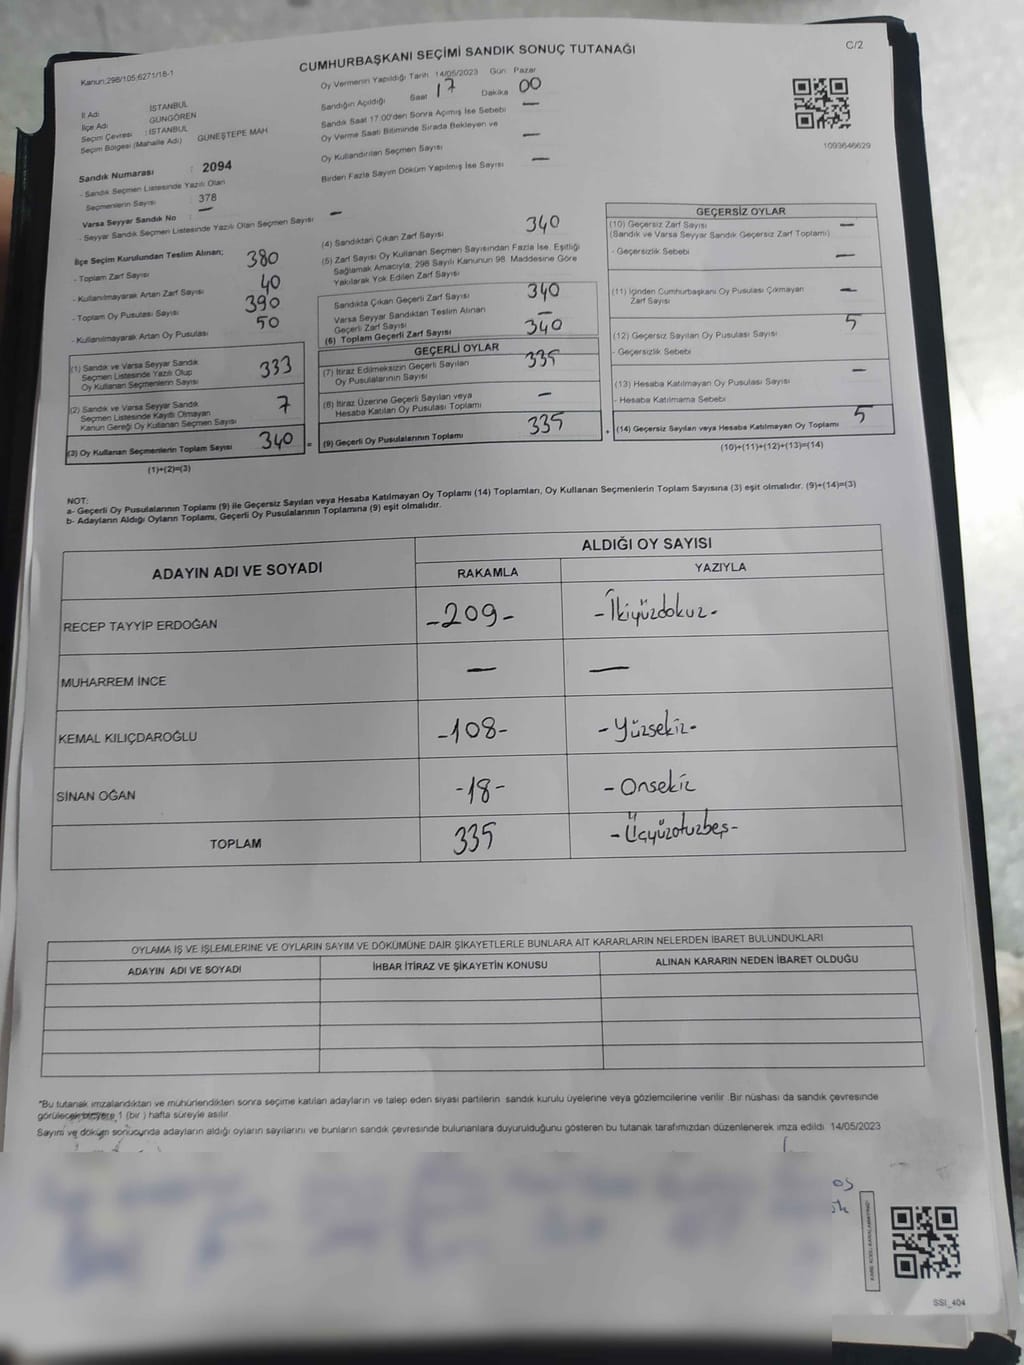 Kanun:298/105;6271/18-1
CUMHURBAŞKANI SEÇİMİ SANDIK SONUÇ TUTANAĞI
C/2
İl Adı İSTANBUL
İlçe Adı GÜNGÖREN
Seçim Çevresi : İSTANBUL
Seçim Bölgesi (Mahalle Adı) GÜNEŞTEPE MAH
Sandık Numarası : 2094
- Sandık Seçmen Listesinde Yazılı Olan
Seçmenlerin Sayısı : 378
Varsa Seyyar Sandık No : —
- Seyyar Sandık Seçmen Listesinde Yazılı Olan Seçmen Sayısı —
Oy Vermenin Yapıldığı Tarih 14/05/2023 Gün: Pazar
Sandığın Açıldığı Saat 17 Dakika 00
Sandık Saat 17.00'den Sonra Açımış İse Sebebi —
Oy Verme Saati Bitiminde Sırada Bekleyen ve
Oy Kullandırılan Seçmen Sayısı —
Birden Fazla Sayım Döküm Yapılmış İse Sayısı —
1093646629
İlçe Seçim Kurulundan Teslim Alınan;
- Toplam Zarf Sayısı 380
- Kullanılmayarak Artan Zarf Sayısı 40
- Toplam Oy Pusulası Sayısı 390
- Kullanılmayarak Artan Oy Pusulası 50
(1) Sandık ve Varsa Seyyar Sandık
Seçmen Listesinde Yazılı Olup
Oy Kullanan Seçmenlerin Sayısı 333
(2) Sandık ve Varsa Seyyar Sandık
Seçmen Listesinde Kayıtlı Olmayan
Kanun Gereği Oy Kullanan Seçmen Sayısı 7
(3) Oy Kullanan Seçmenlerin Toplam Sayısı 340
(1)+(2)=(3)
=
(4) Sandıktan Çıkan Zarf Sayısı 340
(5) Zarf Sayısı Oy Kullanan Seçmen Sayısından Fazla İse, Eşitliği
Sağlamak Amacıyla, 298 Sayılı Kanunun 98. Maddesine Göre
Yakılarak Yok Edilen Zarf Sayısı
Sandıkta Çıkan Geçerli Zarf Sayısı 340
Varsa Seyyar Sandıktan Teslim Alınan
Geçerli Zarf Sayısı —
(6) Toplam Geçerli Zarf Sayısı 340
GEÇERLİ OYLAR
(7) İtiraz Edilmeksizin Geçerli Sayılan
Oy Pusulalarının Sayısı 335
(8) İtiraz Üzerine Geçerli Sayılan veya
Hesaba Katılan Oy Pusulası Toplamı —
(9) Geçerli Oy Pusulalarının Toplamı 335
+
GEÇERSİZ OYLAR
(10) Geçersiz Zarf Sayısı —
(Sandık ve Varsa Seyyar Sandık Geçersiz Zarf Toplamı)
- Geçersizlik Sebebi —
(11) İçinden Cumhurbaşkanı Oy Pusulası Çıkmayan
Zarf Sayısı —
(12) Geçersiz Sayılan Oy Pusulası Sayısı 5
- Geçersizlik Sebebi
(13) Hesaba Katılmayan Oy Pusulası Sayısı —
- Hesaba Katılmama Sebebi
(14) Geçersiz Sayılan veya Hesaba Katılmayan Oy Toplamı 5
(10)+(11)+(12)+(13)=(14)
NOT:
a- Geçerli Oy Pusulalarının Toplamı (9) ile Geçersiz Sayılan veya Hesaba Katılmayan Oy Toplamı (14) Toplamları, Oy Kullanan Seçmenlerin Toplam Sayısına (3) eşit olmalıdır. (9)+(14)=(3)
b- Adayların Aldığı Oyların Toplamı, Geçerli Oy Pusulalarının Toplamına (9) eşit olmalıdır.
ADAYIN ADI VE SOYADI ALDIĞI OY SAYISI
RAKAMLA YAZIYLA
RECEP TAYYİP ERDOĞAN -209- -İkiyüzdokuz-
MUHARREM İNCE — —
KEMAL KILIÇDAROĞLU -108- -Yüzsekiz-
SİNAN OĞAN -18- -Onsekiz
TOPLAM 335 -Üçyüzotuzbeş-
OYLAMA İŞ VE İŞLEMLERİNE VE OYLARIN SAYIM VE DÖKÜMÜNE DAİR ŞİKAYETLERLE BUNLARA AİT KARARLARIN NELERDEN İBARET BULUNDUKLARI
ADAYIN ADI VE SOYADI İHBAR İTİRAZ VE ŞİKAYETİN KONUSU ALINAN KARARIN NEDEN İBARET OLDUĞU
*Bu tutanak imzalandıktan ve mühürlendikten sonra seçime katılan adayların ve talep eden siyasi partilerin sandık kurulu üyelerine veya gözlemcilerine verilir. Bir nüshası da sandık çevresinde
görülecek bir yere 1 (bir ) hafta süreyle asılır.
Sayım ve döküm sonucunda adayların aldığı oyların sayılarını ve bunların sandık çevresinde bulunanlara duyurulduğunu gösteren bu tutanak tarafımızdan düzenlenerek imza edildi. 14/05/2023
SSI_404